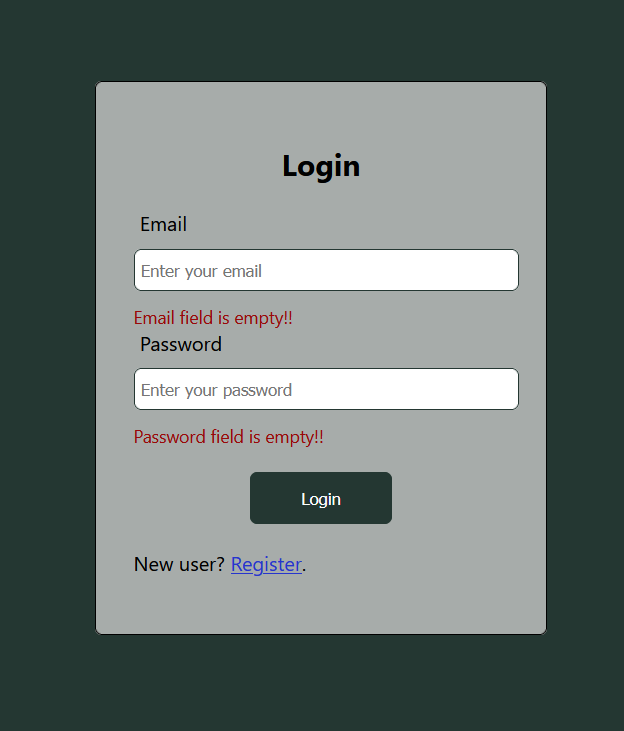 Login
Email
Enter your email
Email field is empty!!
Password
Enter your password
Password field is empty!!
Login
New user? Register.